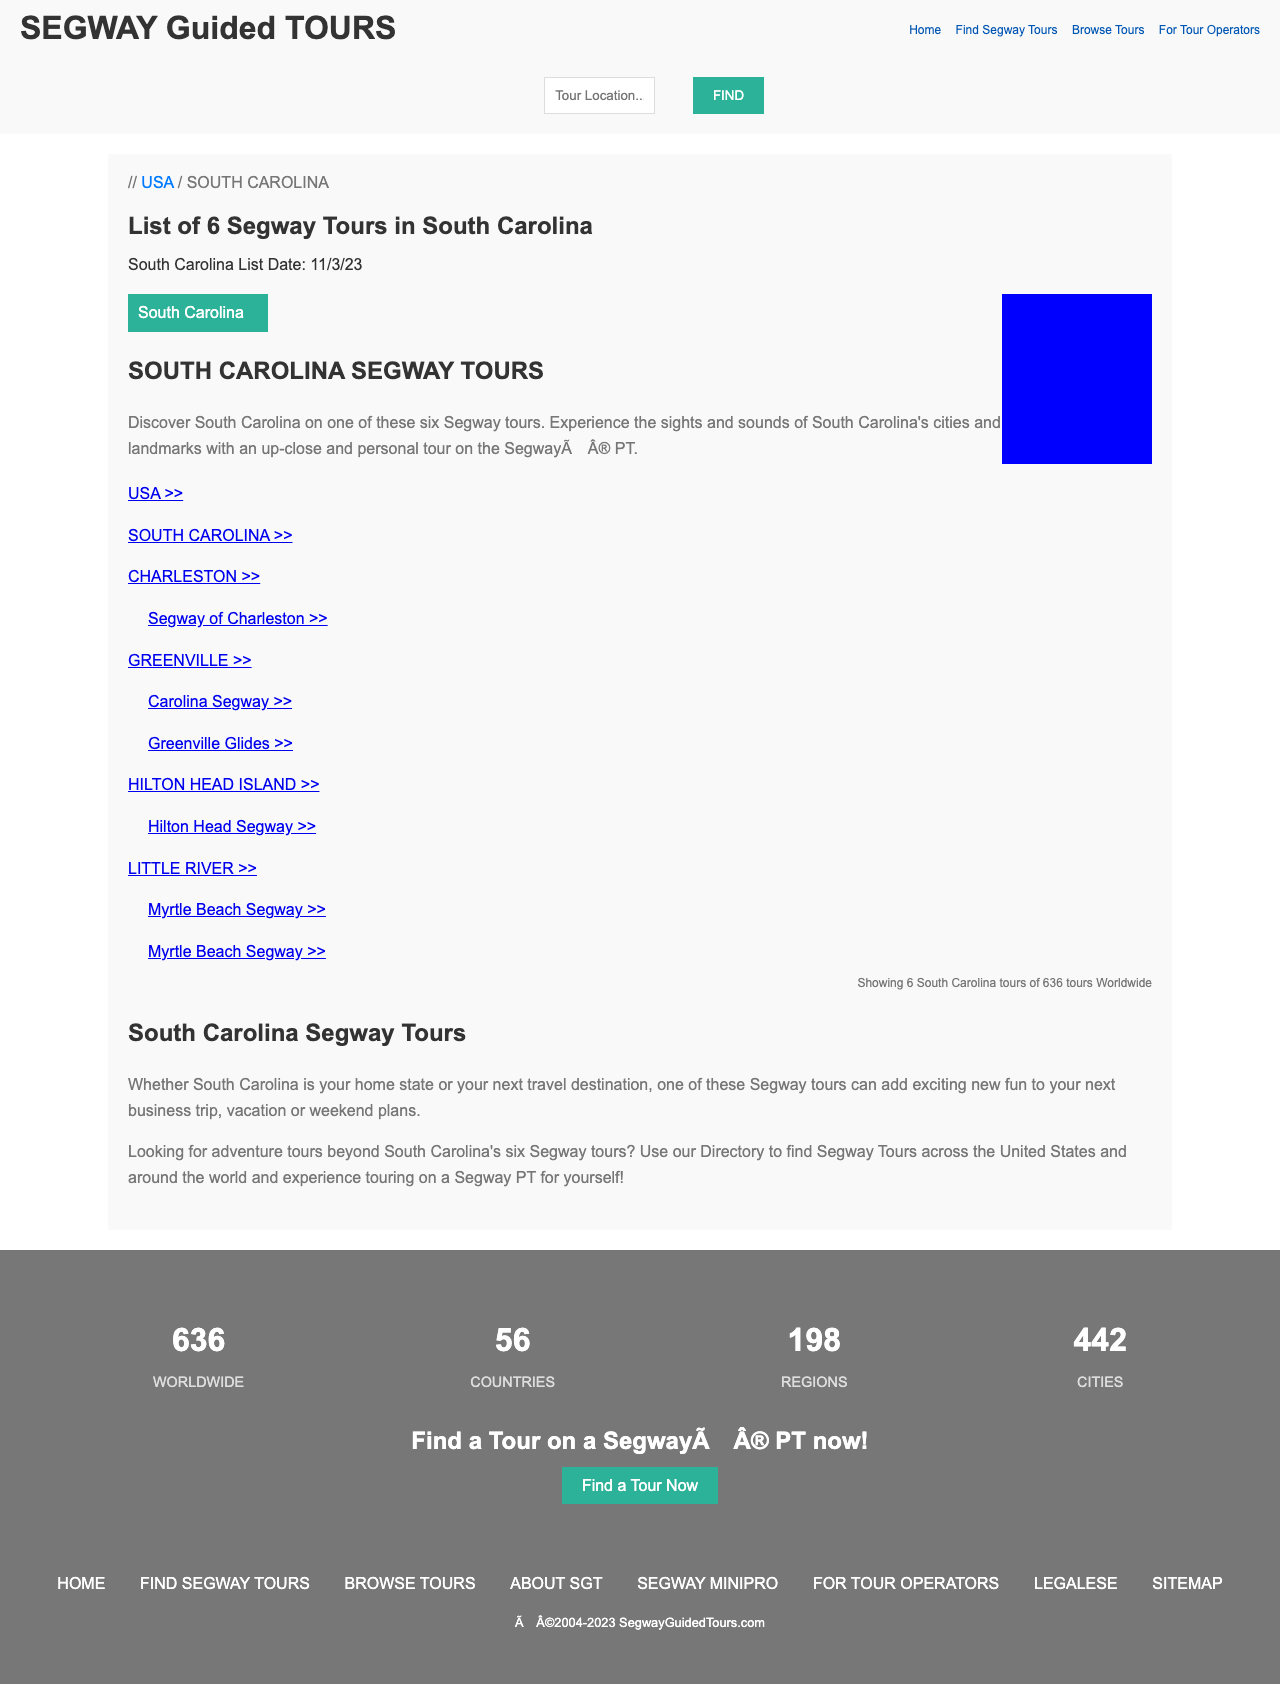 SEGWAY Guided TOURS
Home Find Segway Tours Browse Tours For Tour Operators
Tour Location.. FIND
// USA / SOUTH CAROLINA
List of 6 Segway Tours in South Carolina
South Carolina List Date: 11/3/23
South Carolina
SOUTH CAROLINA SEGWAY TOURS
Discover South Carolina on one of these six Segway tours. Experience the sights and sounds of South Carolina's cities and
landmarks with an up-close and personal tour on the SegwayÃ Â® PT.
USA >>
SOUTH CAROLINA >>
CHARLESTON >>
Segway of Charleston >>
GREENVILLE >>
Carolina Segway >>
Greenville Glides >>
HILTON HEAD ISLAND >>
Hilton Head Segway >>
LITTLE RIVER >>
Myrtle Beach Segway >>
Myrtle Beach Segway >>
Showing 6 South Carolina tours of 636 tours Worldwide
South Carolina Segway Tours
Whether South Carolina is your home state or your next travel destination, one of these Segway tours can add exciting new fun to your next
business trip, vacation or weekend plans.
Looking for adventure tours beyond South Carolina's six Segway tours? Use our Directory to find Segway Tours across the United States and
around the world and experience touring on a Segway PT for yourself!
636 56 198 442
WORLDWIDE COUNTRIES REGIONS CITIES
Find a Tour on a SegwayÃ Â® PT now!
Find a Tour Now
HOME FIND SEGWAY TOURS BROWSE TOURS ABOUT SGT SEGWAY MINIPRO FOR TOUR OPERATORS LEGALESE SITEMAP
Ã Â©2004-2023 SegwayGuidedTours.com